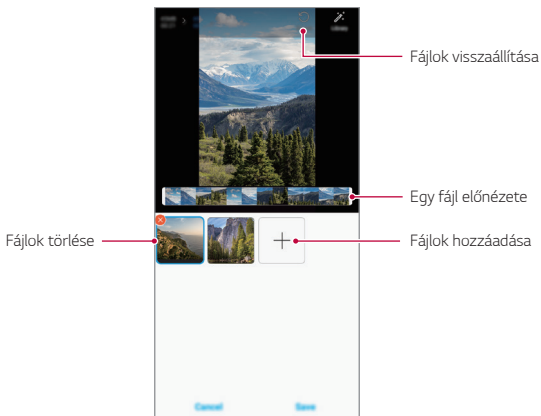 Fájlok visszaállítása
Egy fájl előnézete
Fájlok törlése
Fájlok hozzáadása
Cancel
Save